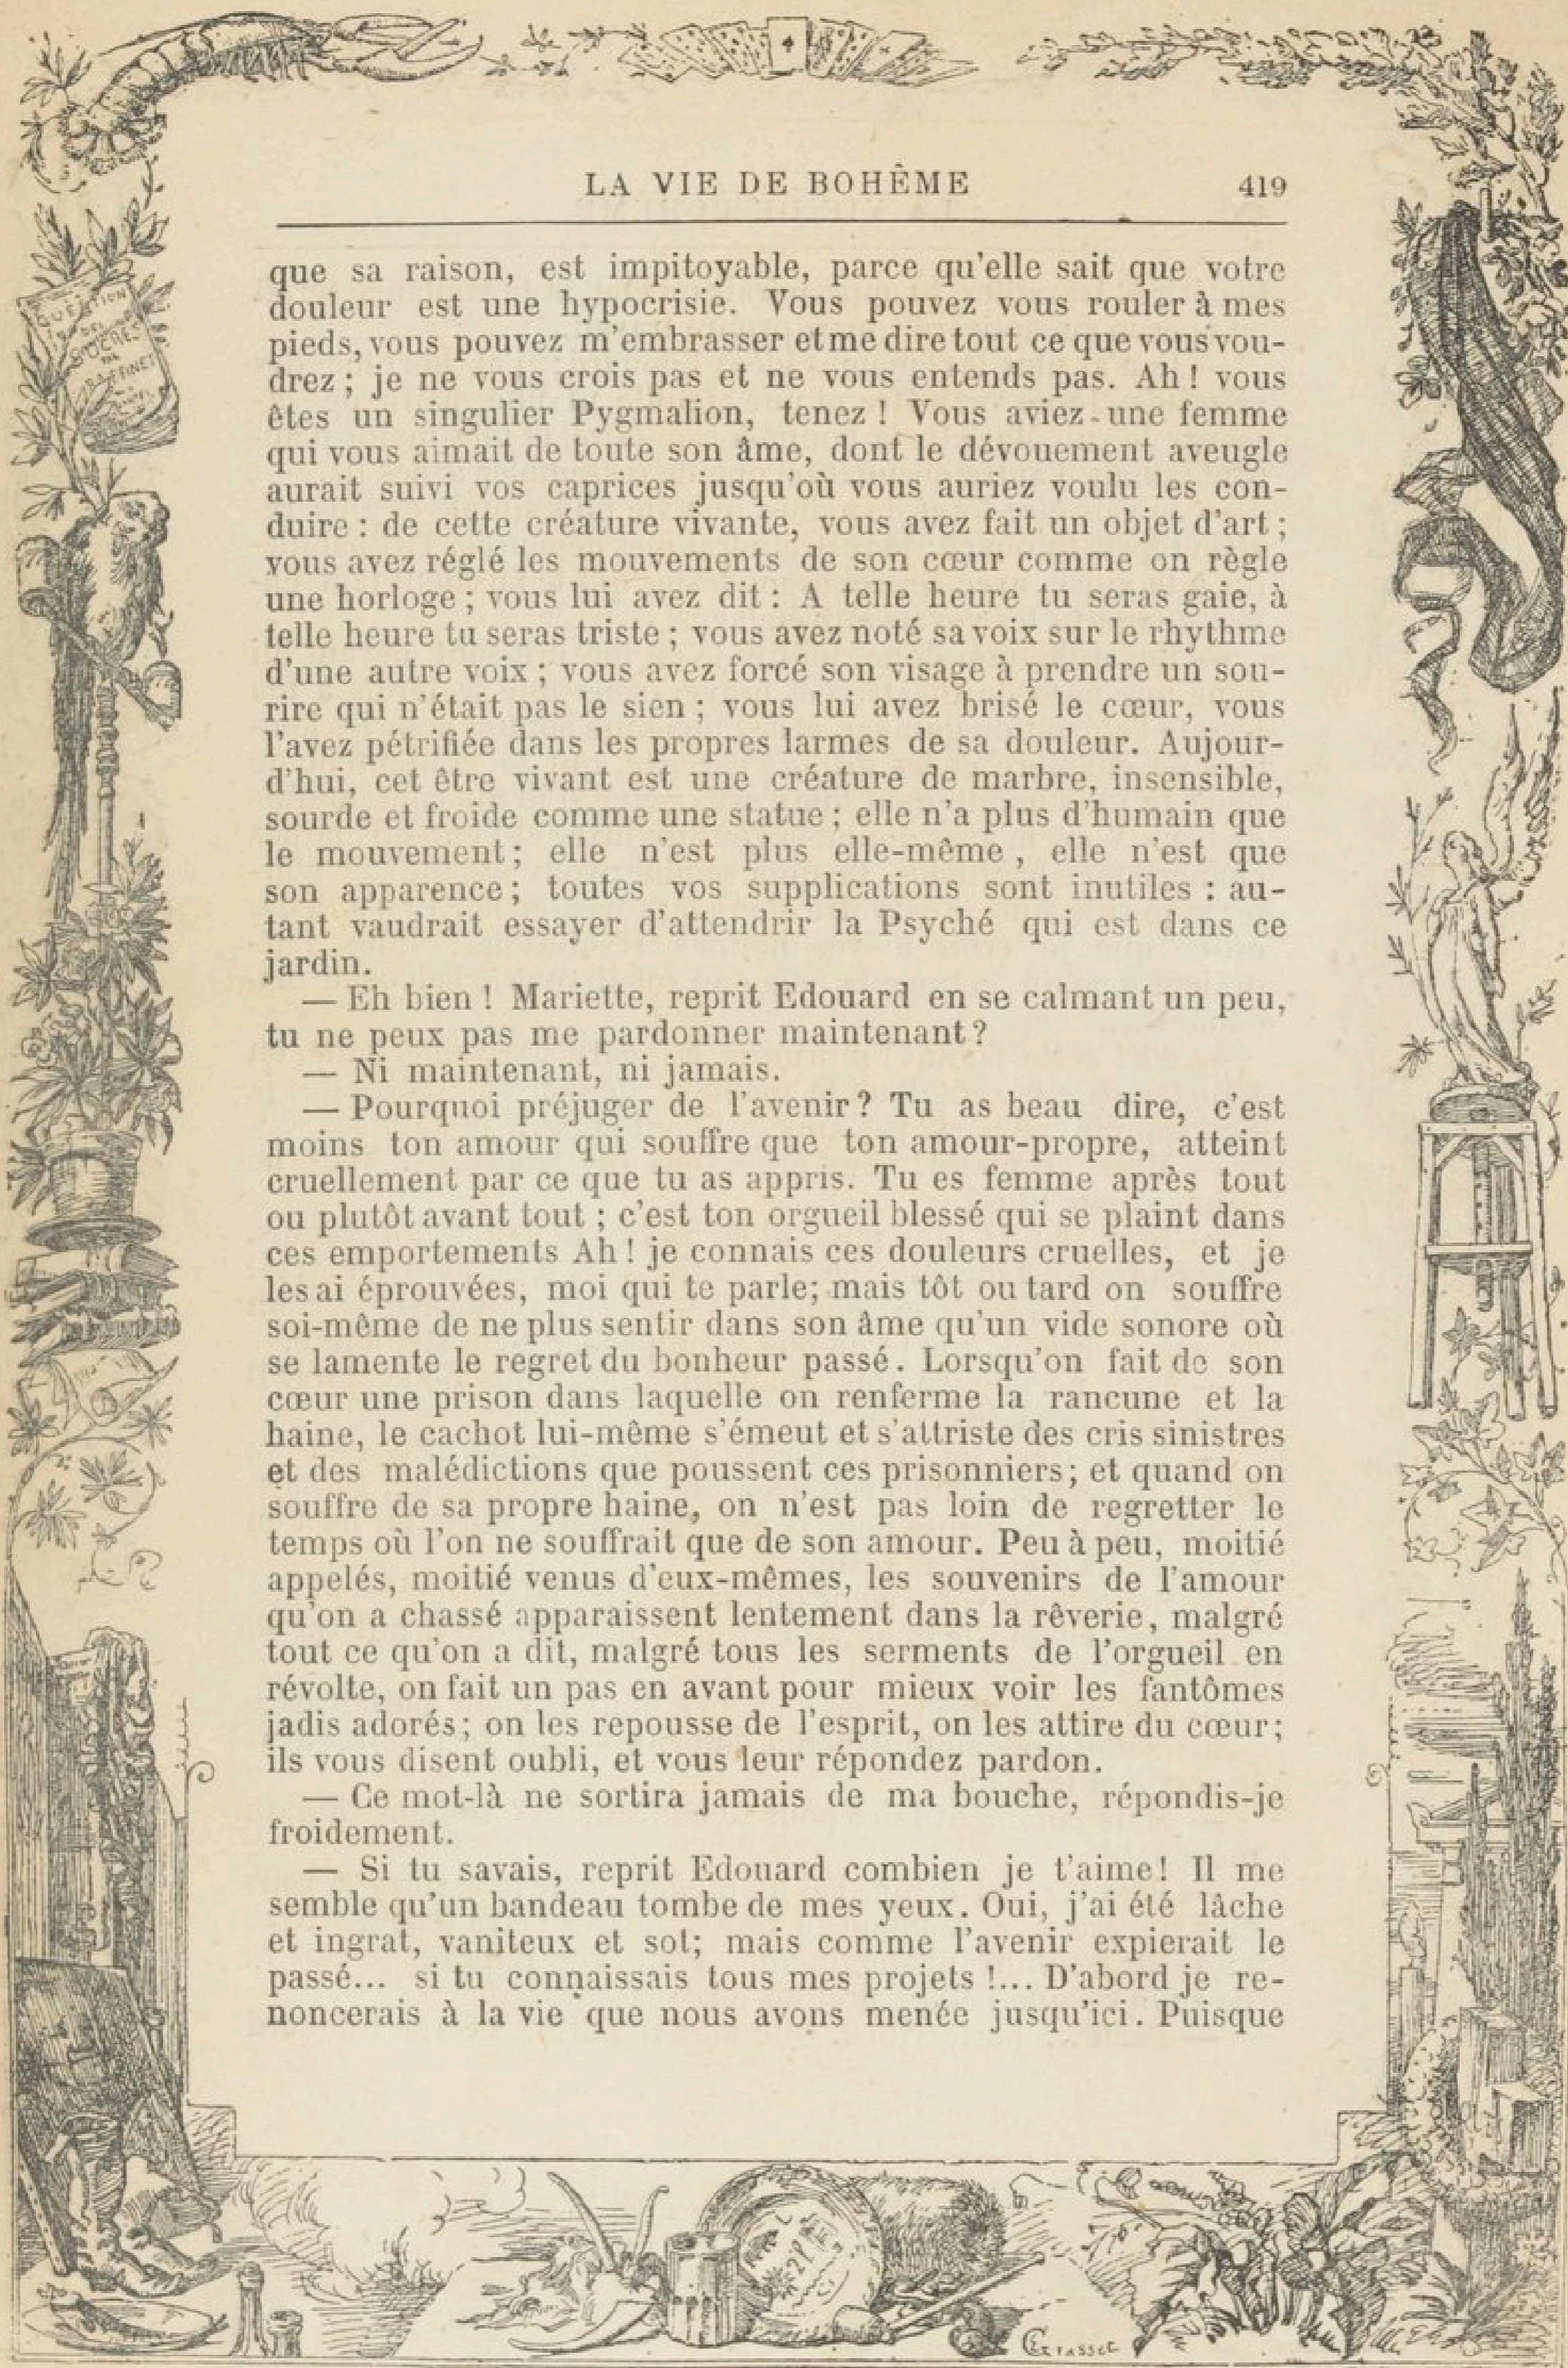 LA VIE DE BOHÊME 419
que sa raison, est impitoyable, parce qu'elle sait que votre
douleur est une hypocrisie. Vous pouvez vous rouler à mes
pieds, vous pouvez m'embrasser et me dire tout ce que vous vou-
drez ; je ne vous crois pas et ne vous entends pas. Ah ! vous
êtes un singulier Pygmalion, tenez ! Vous aviez une femme
qui vous aimait de toute son âme, dont le dévouement aveugle
aurait suivi vos caprices jusqu'où vous auriez voulu les con-
duire : de cette créature vivante, vous avez fait un objet d'art ;
vous avez réglé les mouvements de son cœur comme on règle
une horloge ; vous lui avez dit : A telle heure tu seras gaie, à
telle heure tu seras triste ; vous avez noté sa voix sur le rhythme
d'une autre voix ; vous avez forcé son visage à prendre un sou-
rire qui n'était pas le sien ; vous lui avez brisé le cœur, vous
l'avez pétrifiée dans les propres larmes de sa douleur. Aujour-
d'hui, cet être vivant est une créature de marbre, insensible,
sourde et froide comme une statue ; elle n'a plus d'humain que
le mouvement ; elle n'est plus elle-même , elle n'est que
son apparence ; toutes vos supplications sont inutiles : au-
tant vaudrait essayer d'attendrir la Psyché qui est dans ce
jardin.
— Eh bien ! Mariette, reprit Edouard en se calmant un peu,
tu ne peux pas me pardonner maintenant ?
— Ni maintenant, ni jamais.
— Pourquoi préjuger de l'avenir ? Tu as beau dire, c'est
moins ton amour qui souffre que ton amour-propre, atteint
cruellement par ce que tu as appris. Tu es femme après tout
ou plutôt avant tout ; c'est ton orgueil blessé qui se plaint dans
ces emportements Ah ! je connais ces douleurs cruelles, et je
les ai éprouvées, moi qui te parle; mais tôt ou tard on souffre
soi-même de ne plus sentir dans son âme qu'un vide sonore où
se lamente le regret du bonheur passé. Lorsqu'on fait de son
cœur une prison dans laquelle on renferme la rancune et la
haine, le cachot lui-même s'émeut et s'attriste des cris sinistres
et des malédictions que poussent ces prisonniers; et quand on
souffre de sa propre haine, on n'est pas loin de regretter le
temps où l'on ne souffrait que de son amour. Peu à peu, moitié
appelés, moitié venus d'eux-mêmes, les souvenirs de l'amour
qu'on a chassé apparaissent lentement dans la rêverie, malgré
tout ce qu'on a dit, malgré tous les serments de l'orgueil en
révolte, on fait un pas en avant pour mieux voir les fantômes
jadis adorés; on les repousse de l'esprit, on les attire du cœur;
ils vous disent oubli, et vous leur répondez pardon.
— Ce mot-là ne sortira jamais de ma bouche, répondis-je
froidement.
— Si tu savais, reprit Edouard combien je t'aime! Il me
semble qu'un bandeau tombe de mes yeux. Oui, j'ai été lâche
et ingrat, vaniteux et sot; mais comme l'avenir expierait le
passé... si tu connaissais tous mes projets !... D'abord je re-
noncerais à la vie que nous avons menée jusqu'ici. Puisque
EGrasset